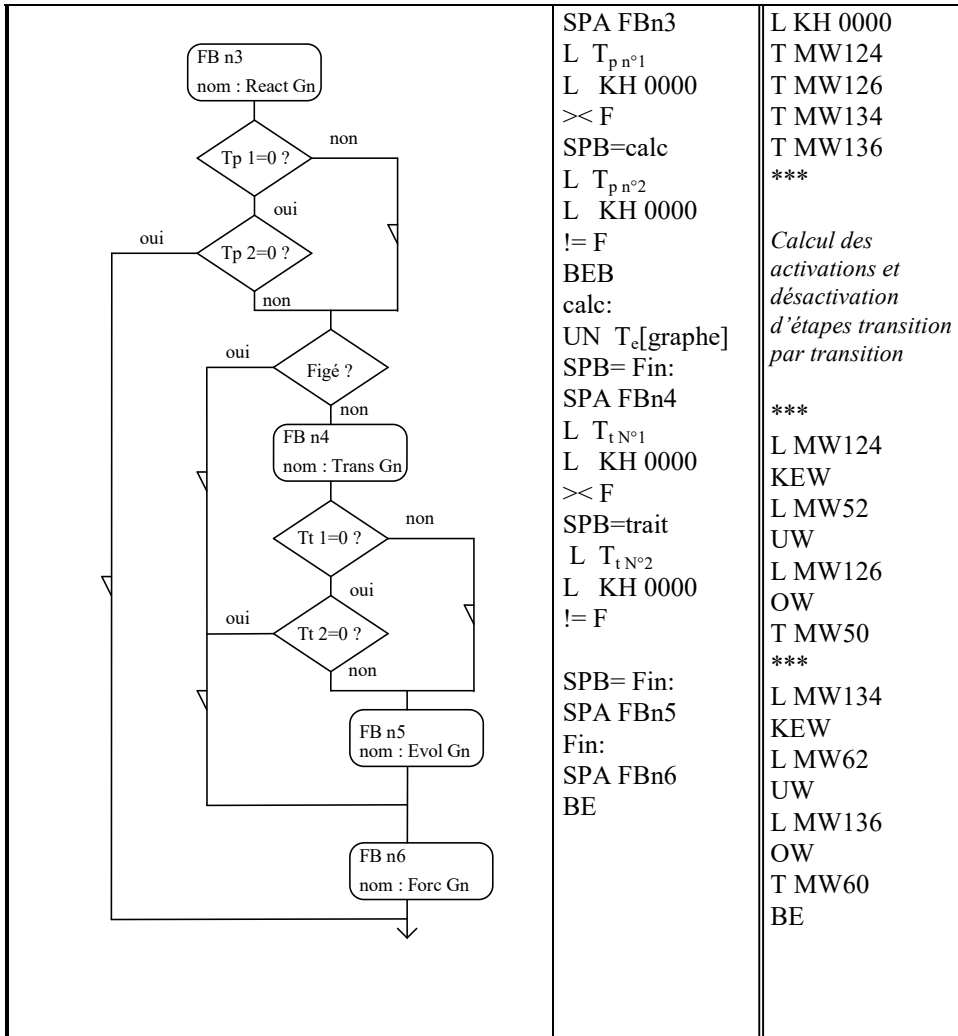 FB n3
nom : React Gn
non
Tp 1=0 ?
oui
oui
Tp 2=0 ?
non
oui
Figé ?
non
FB n4
nom : Trans Gn
non
Tt 1=0 ?
oui
oui
Tt 2=0 ?
non
FB n5
nom : Evol Gn
FB n6
nom : Forc Gn
SPA FBn3
L T_p n°1
L KH 0000
>< F
SPB=calc
L T_p n°2
L KH 0000
!= F
BEB
calc:
UN T_e[graphe]
SPB= Fin:
SPA FBn4
L T_t N°1
L KH 0000
>< F
SPB=trait
L T_t N°2
L KH 0000
!= F
SPB= Fin:
SPA FBn5
Fin:
SPA FBn6
BE
L KH 0000
T MW124
T MW126
T MW134
T MW136
***
Calcul des
activations et
désactivation
d'étapes transition
par transition
***
L MW124
KEW
L MW52
UW
L MW126
OW
T MW50
***
L MW134
KEW
L MW62
UW
L MW136
OW
T MW60
BE